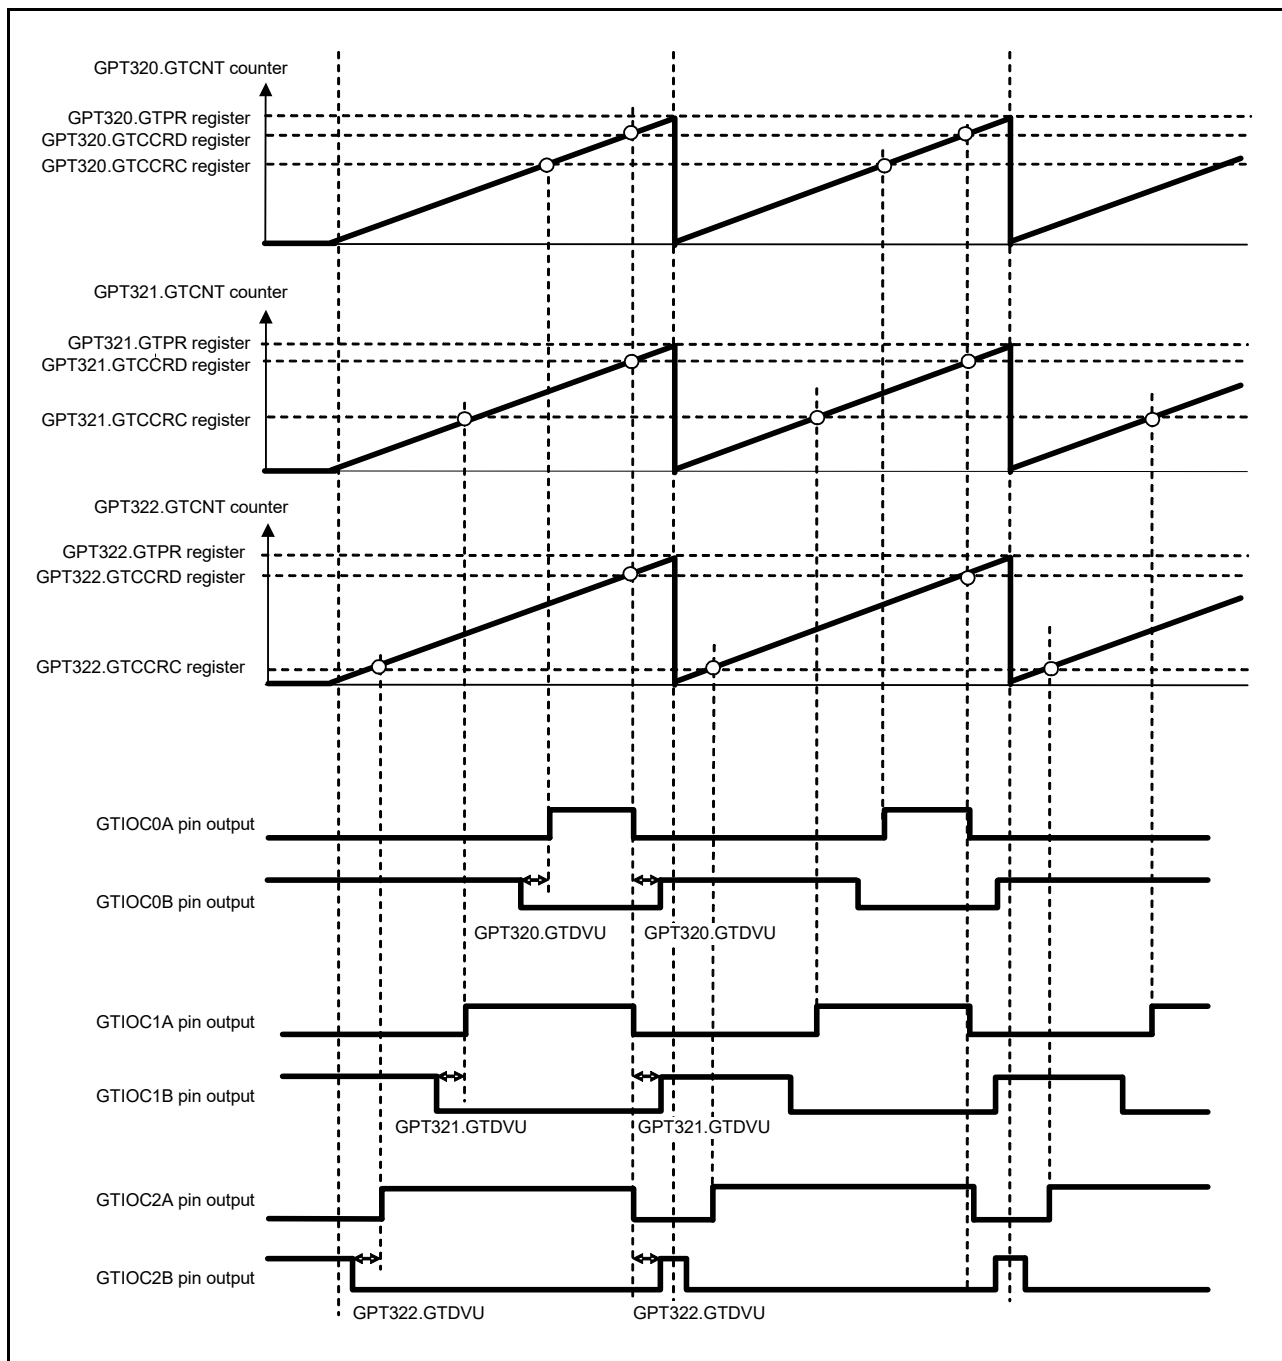 GPT320.GTCNT counter
GPT320.GTPR register
GPT320.GTCCRD register
GPT320.GTCCRC register
GPT321.GTCNT counter
GPT321.GTPR register
GPT321.GTCCRD register
GPT321.GTCCRC register
GPT322.GTCNT counter
GPT322.GTPR register
GPT322.GTCCRD register
GPT322.GTCCRC register
GTIOC0A pin output
GTIOC0B pin output
GPT320.GTDVU GPT320.GTDVU
GTIOC1A pin output
GTIOC1B pin output
GPT321.GTDVU GPT321.GTDVU
GTIOC2A pin output
GTIOC2B pin output
GPT322.GTDVU GPT322.GTDVU